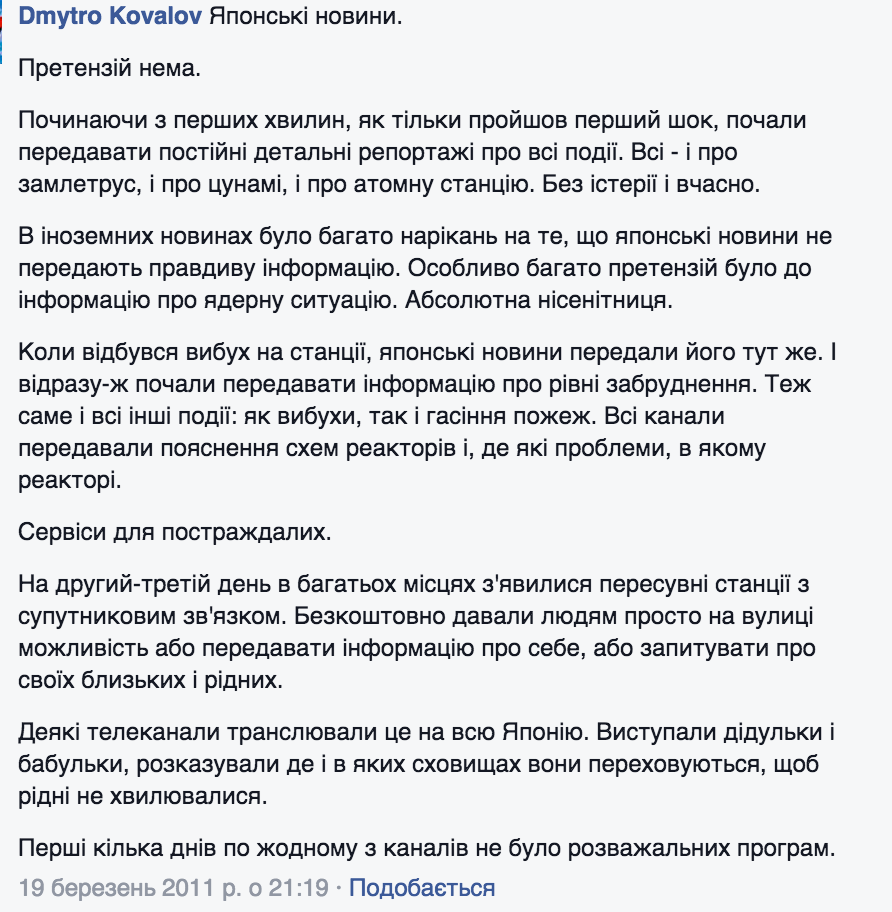 Dmytro Kovalov Японські новини.
Претензій нема.
Починаючи з перших хвилин, як тільки пройшов перший шок, почали
передавати постійні детальні репортажі про всі події. Всі - і про
замлетрус, і про цунамі, і про атомну станцію. Без істерії і вчасно.
В іноземних новинах було багато нарікань на те, що японські новини не
передають правдиву інформацію. Особливо багато претензій було до
інформацію про ядерну ситуацію. Абсолютна нісенітниця.
Коли відбувся вибух на станції, японські новини передали його тут же. І
відразу-ж почали передавати інформацію про рівні забруднення. Теж
саме і всі інші події: як вибухи, так і гасіння пожеж. Всі канали
передавали пояснення схем реакторів і, де які проблеми, в якому
реакторі.
Сервіси для постраждалих.
На другий-третій день в багатьох місцях з'явилися пересувні станції з
супутниковим зв'язком. Безкоштовно давали людям просто на вулиці
можливість або передавати інформацію про себе, або запитувати про
своїх близьких і рідних.
Деякі телеканали транслювали це на всю Японію. Виступали дідульки і
бабульки, розказували де і в яких сховищах вони переховуються, щоб
рідні не хвилювалися.
Перші кілька днів по жодному з каналів не було розважальних програм.
19 березень 2011 р. о 21:19 · Подобається